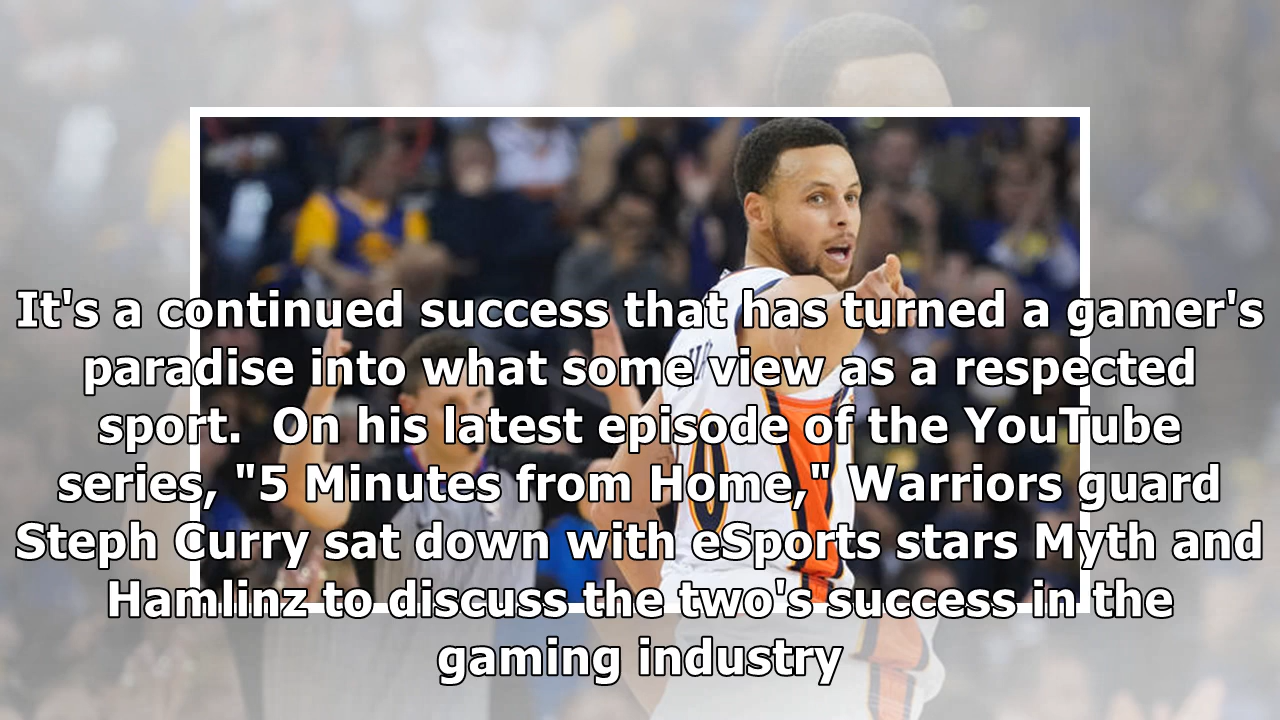 It's a continued success that has turned a gamer's
paradise into what some view as a respected
sport.  On his latest episode of the YouTube
series, "5 Minutes from Home," Warriors guard
Steph Curry sat down with eSports stars Myth and
Hamlinz to discuss the two's success in the
gaming industry